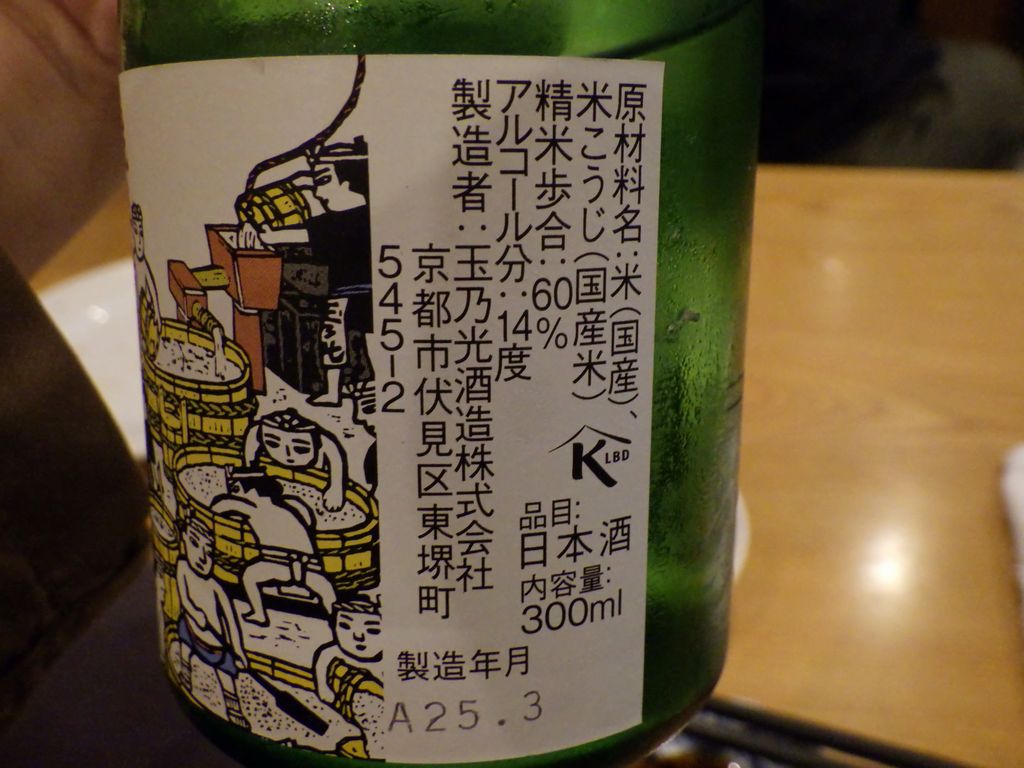 原材料名:米(国産)、
米こうじ(国産米)
精米歩合:60%
アルコール分:14度
製造者:玉乃光酒造株式会社
京都市伏見区東堺町
545-2
K LBD
品目:
日本酒
内容量:
300ml
製造年月
A25.3